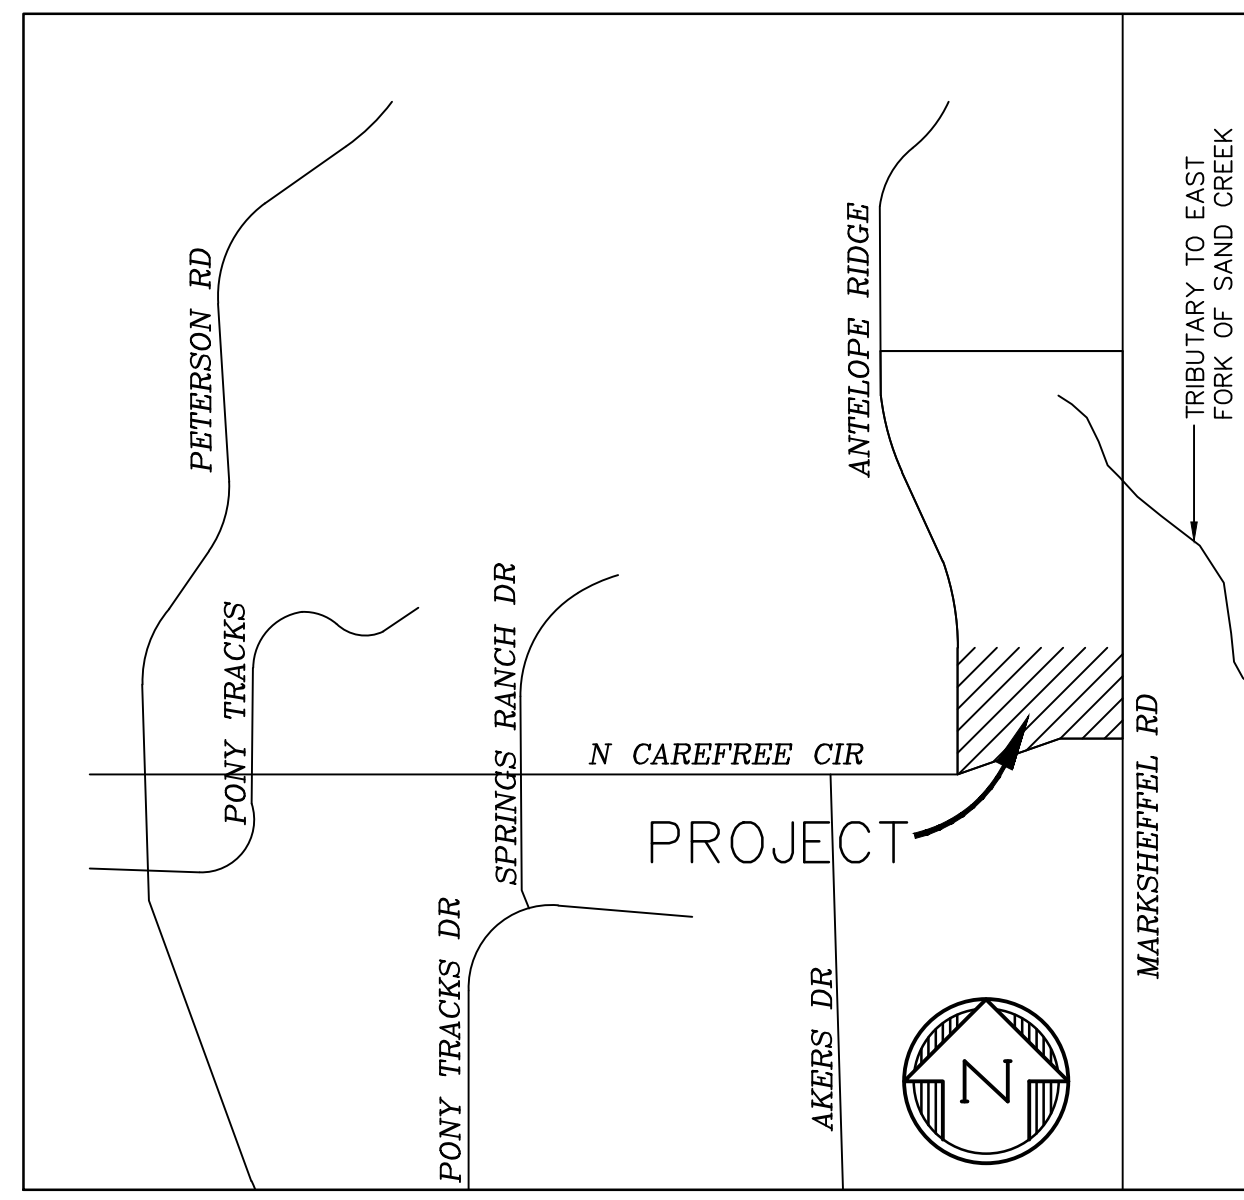 PETERSON RD
ANTELOPE RIDGE
TRIBUTARY TO EAST
FORK OF SAND CREEK
PONY TRACKS
SPRINGS RANCH DR
N CAREFREE CIR
PROJECT
MARKSHEFFEL RD
PONY TRACKS DR
AKERS DR
N